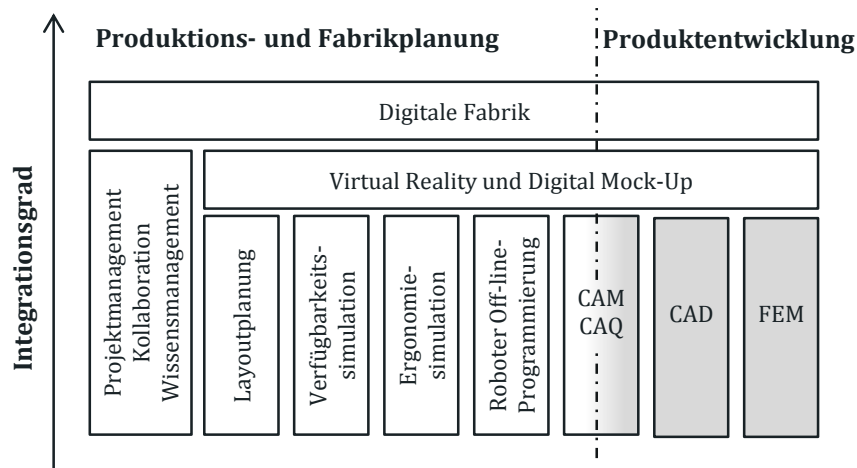 Produktions- und Fabrikplanung
Produktentwicklung
Digitale Fabrik
Virtual Reality und Digital Mock-Up
Integrationsgrad
Projektmanagement
Kollaboration
Wissensmanagement
Layoutplanung
Verfügbarkeits-
simulation
Ergonomie-
simulation
Roboter Off-line-
Programmierung
CAM
CAQ
CAD
FEM